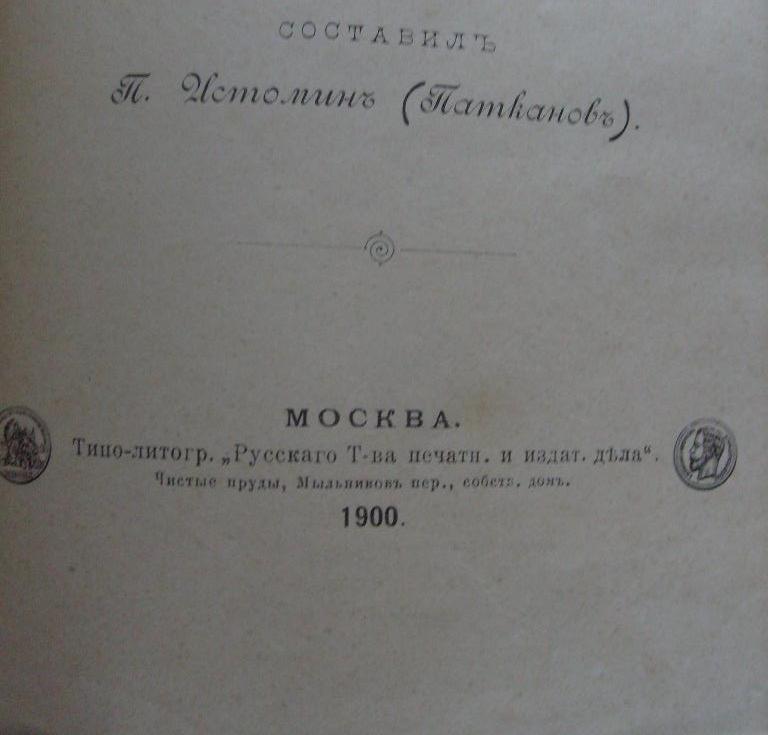 СОСТАВИЛЪ
П. Истоминъ (Паткановъ).
МОСКВА.
Типо-литогр. „Русскаго Т-ва печатн. и издат. дѣла“.
Чистые пруды, Мыльниковъ пер., собств. домъ.
1900.